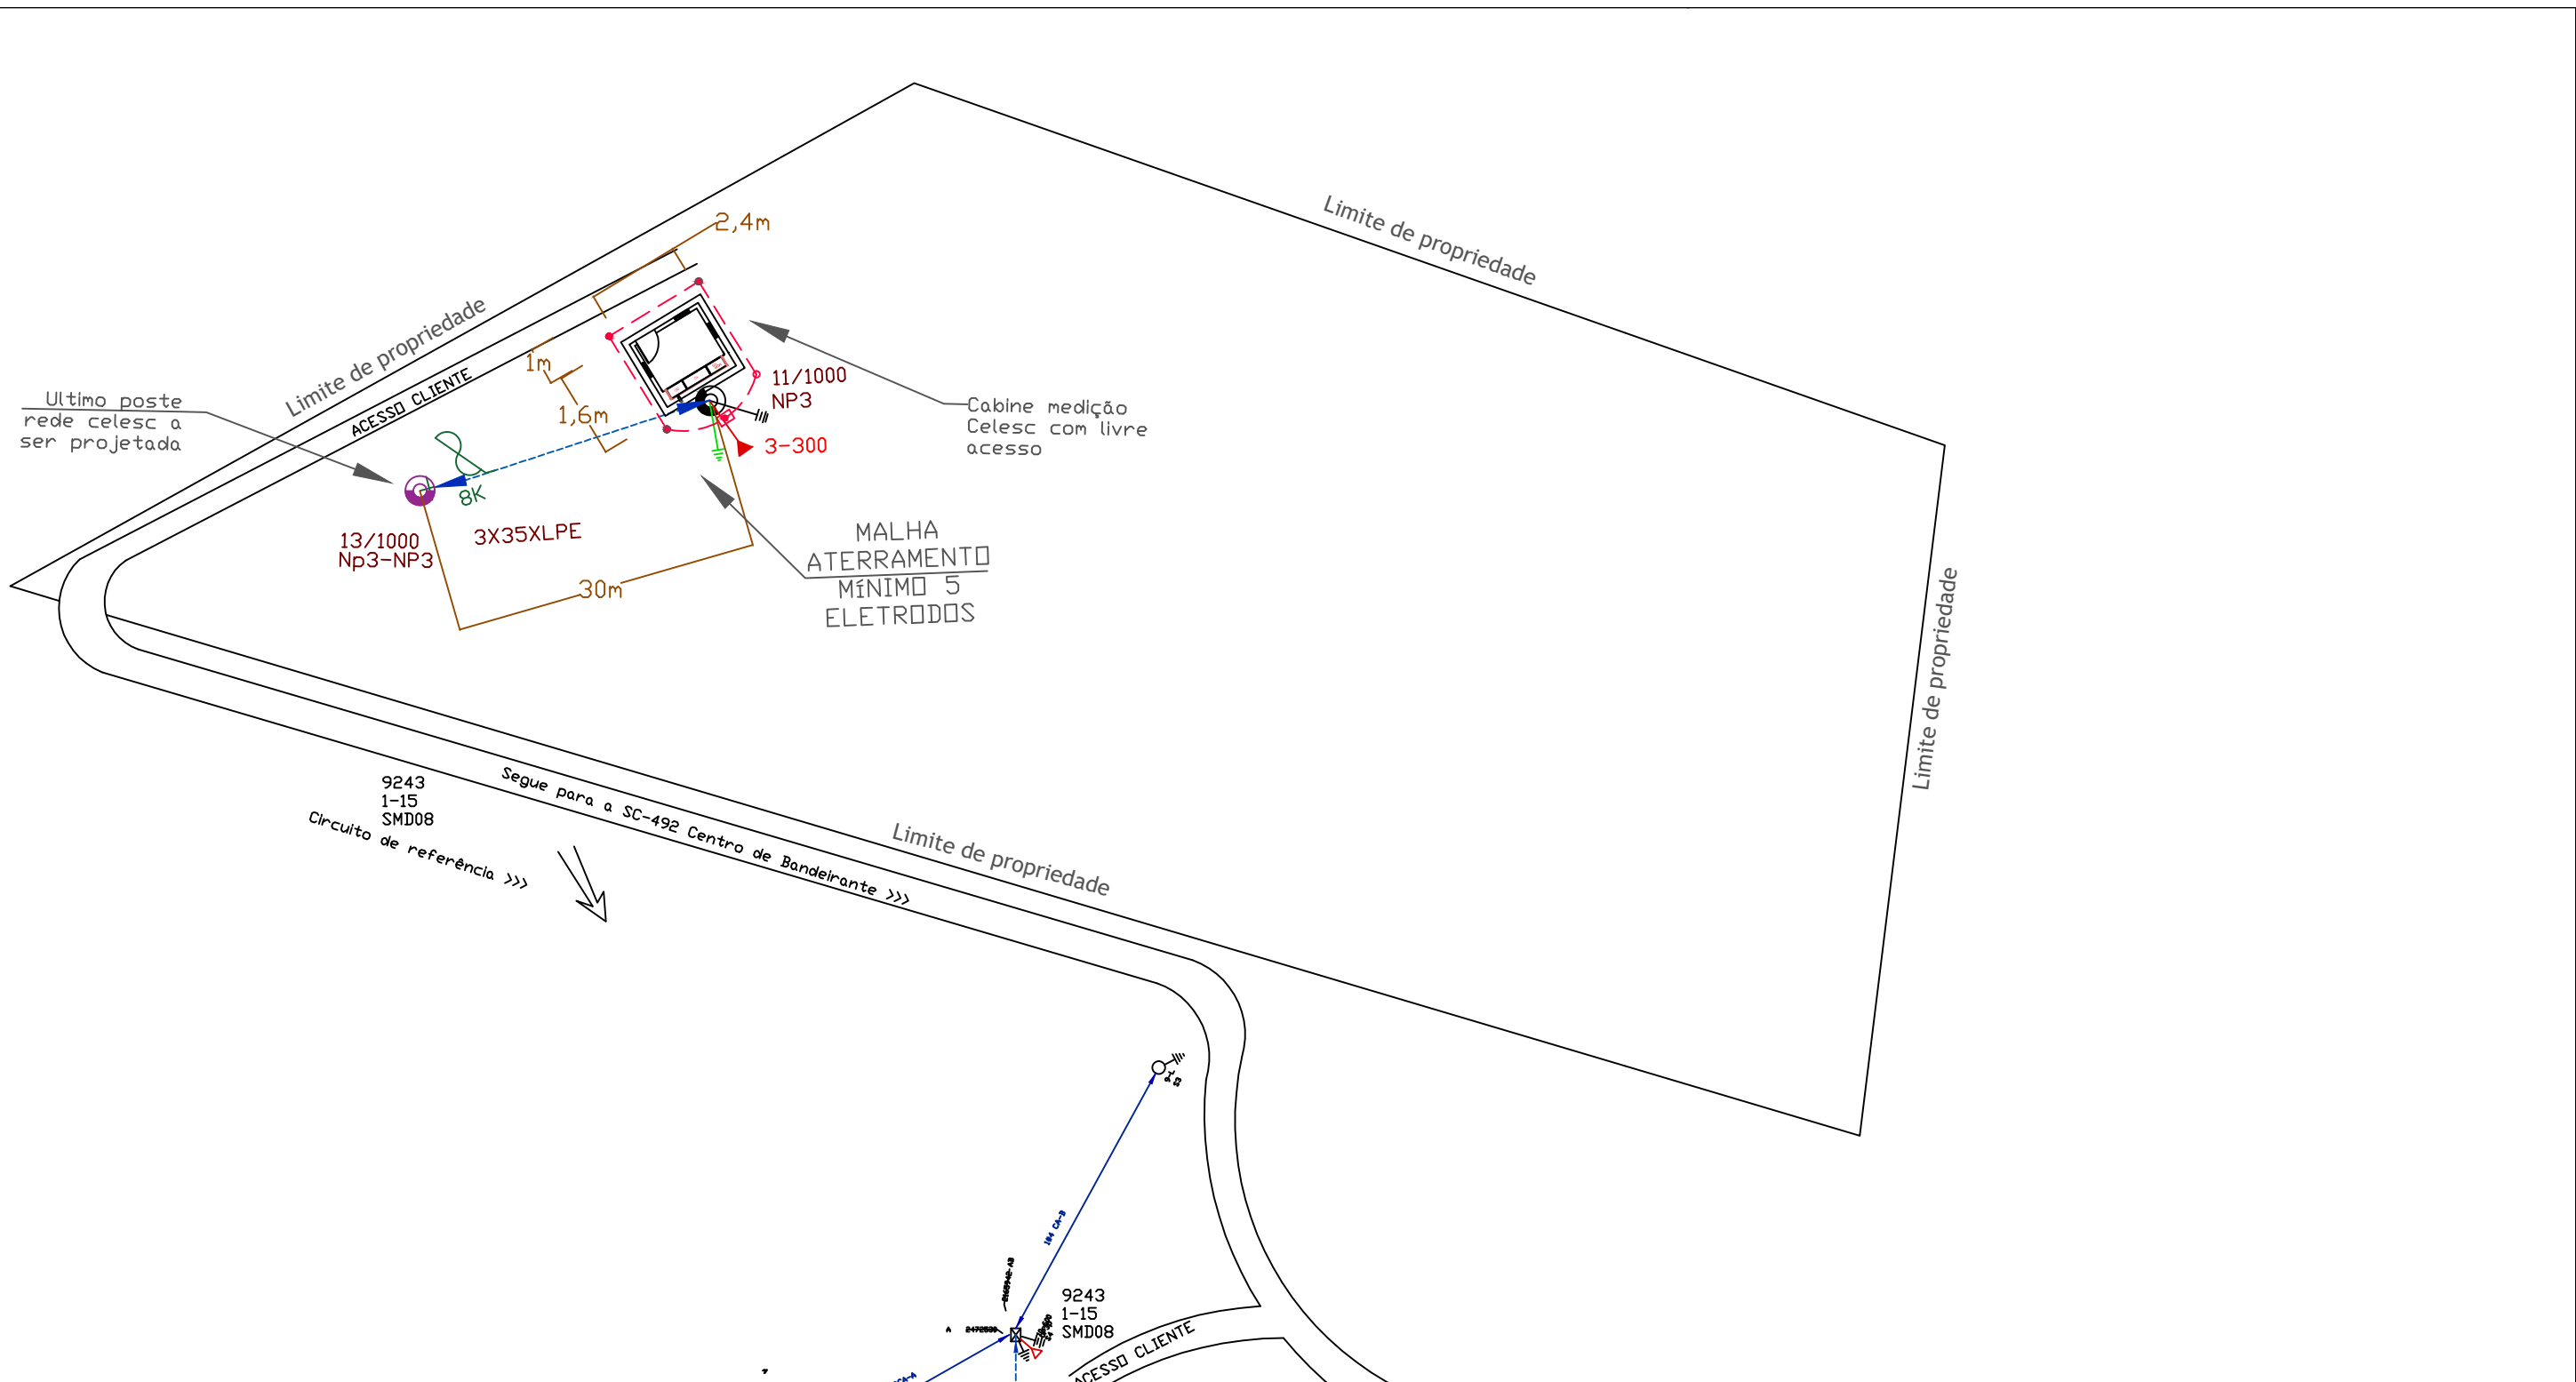 2,4m
Limite de propriedade
Limite de propriedade
ACESSO CLIENTE
1m
1,6m
11/1000
NP3
3-300
Ultimo poste
rede celesc a
ser projetada
Cabine medição
Celesc com livre
acesso
8K
13/1000
Np3-NP3
3X35XLPE
30m
MALHA
ATERRAMENTO
MíNIMO 5
ELETRODOS
Limite de propriedade
9243
1-15
SMD08
Circuito de referência >>>
Segue para a SC-492 Centro de Bandeirante >>>
Limite de propriedade
104 CA-B
9243
1-15
SMD08
A
ACESSO CLIENTE